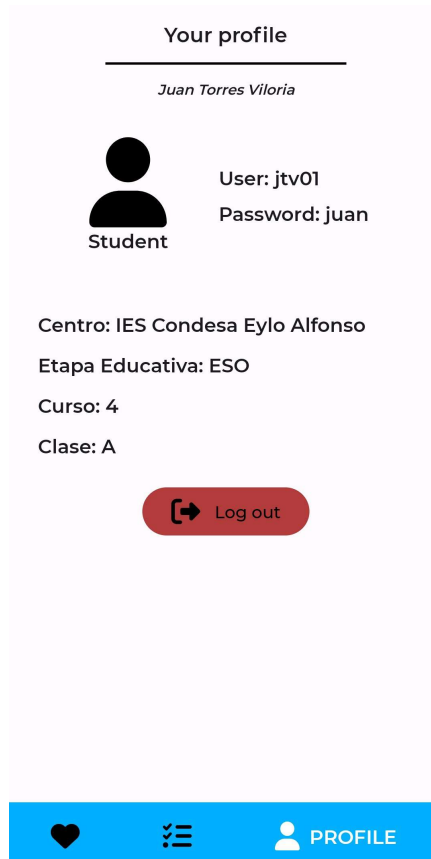 Your profile
Juan Torres Viloria
User: jtv01
Password: juan
Student
Centro: IES Condesa Eylo Alfonso
Etapa Educativa: ESO
Curso: 4
Clase: A
Log out
PROFILE